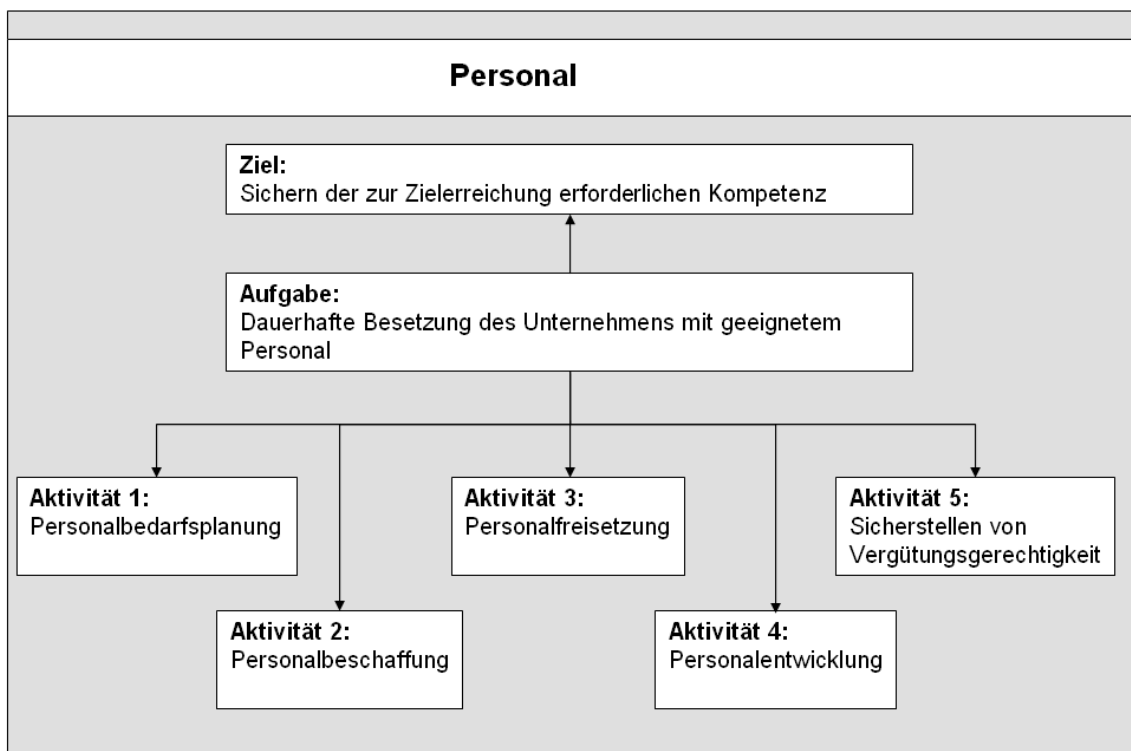 Personal
Ziel:
Sichern der zur Zielerreichung erforderlichen Kompetenz
Aufgabe:
Dauerhafte Besetzung des Unternehmens mit geeignetem
Personal
Aktivität 1:
Personalbedarfsplanung
Aktivität 2:
Personalbeschaffung
Aktivität 3:
Personalfreisetzung
Aktivität 4:
Personalentwicklung
Aktivität 5:
Sicherstellen von
Vergütungsgerechtigkeit